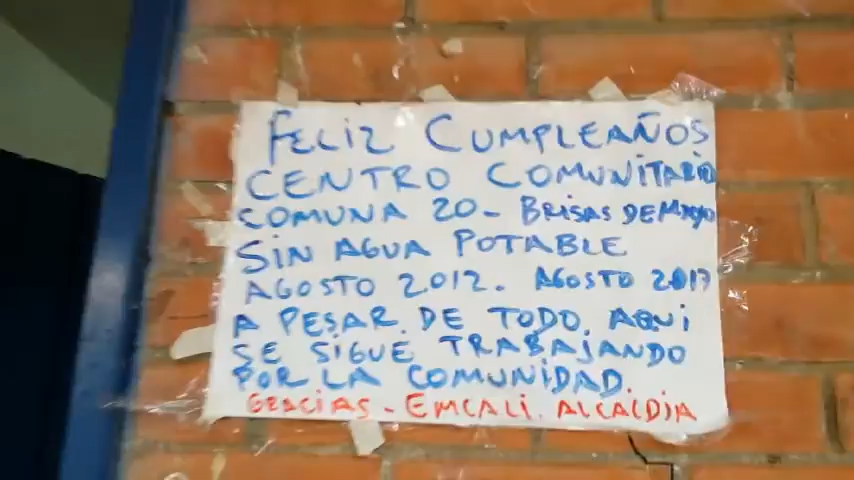 FELIZ CUMPLEAÑOS
CENTRO COMUNITARIO
COMUNA 20- BRISAS DE MAYO
SIN AGUA POTABLE
AGOSTO 2012. AGOSTO 2017
A PESAR DE TODO, AQUI
SE SIGUE TRABAJANDO
POR LA COMUNIDAD.
GRACIAS - EMCALI. ALCALDIA